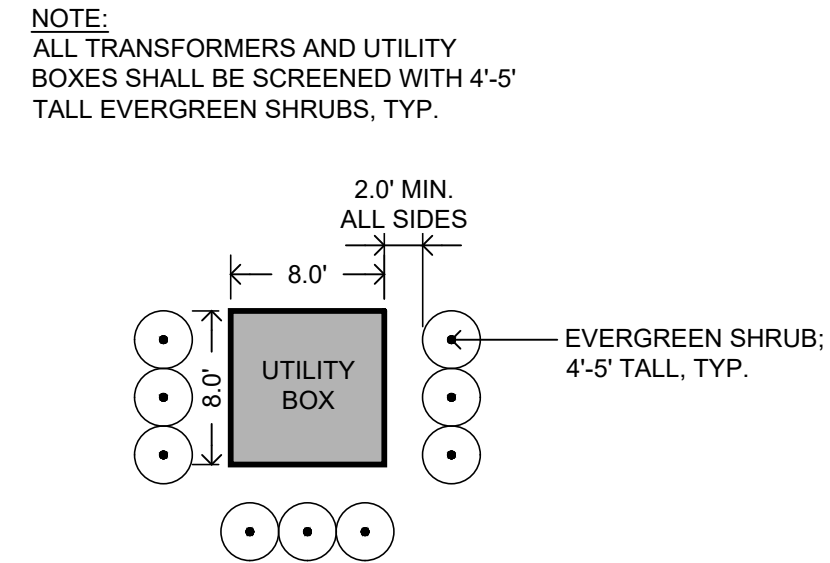 NOTE:
ALL TRANSFORMERS AND UTILITY
BOXES SHALL BE SCREENED WITH 4'-5'
TALL EVERGREEN SHRUBS, TYP.
2.0' MIN.
ALL SIDES
8.0'
EVERGREEN SHRUB;
4'-5' TALL, TYP.
8.0'
UTILITY
BOX